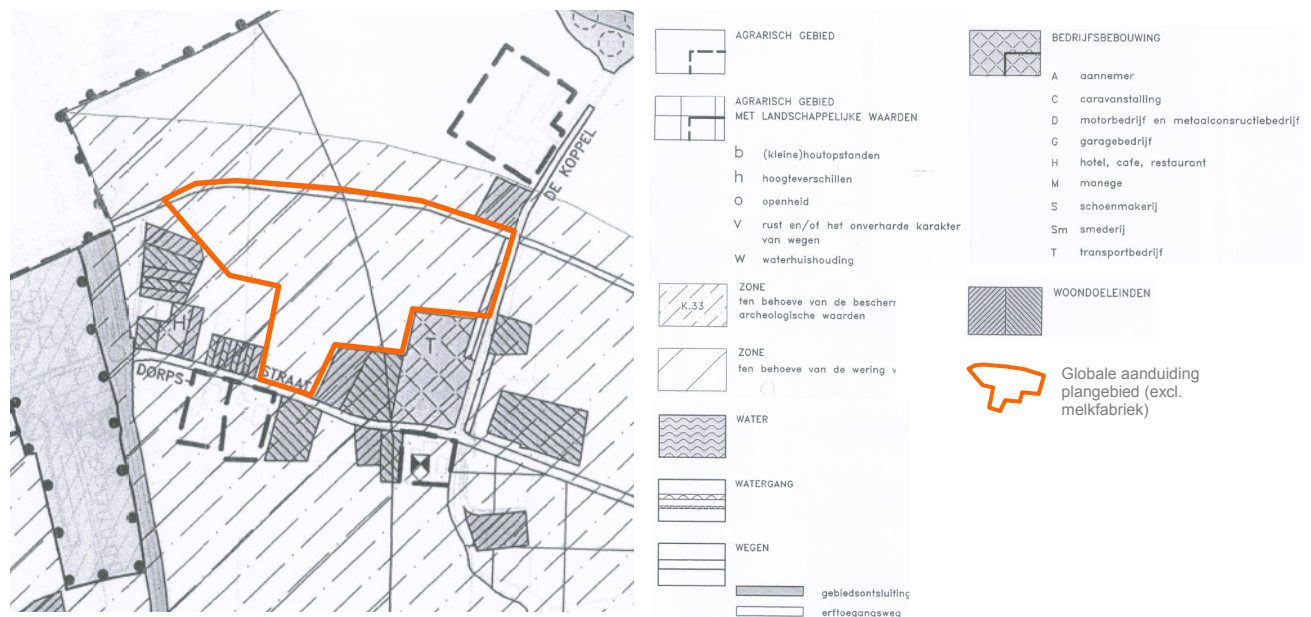 DE KOPPEL
H
T
DORPS
STRAAT
AGRARISCH GEBIED
AGRARISCH GEBIED
MET LANDSCHAPPELIJKE WAARDEN
b (kleine)houtopstanden
h hoogteverschillen
O openheid
V rust en/of het onverharde karakter
van wegen
W waterhuishouding
K.33
ZONE
ten behoeve van de bescherr
archeologische waarden
ZONE
ten behoeve van de wering v
WATER
WATERGANG
WEGEN
gebiedsontsluiting
erftoegangsweg
BEDRIJFSBEBOUWING
A aannemer
C caravanstalling
D motorbedrijf en metaalconsructiebedrijf
G garagebedrijf
H hotel, cafe, restaurant
M manege
S schoenmakerij
Sm smederij
T transportbedrijf
WOONDOELEINDEN
Globale aanduiding
plangebied (excl.
melkfabriek)